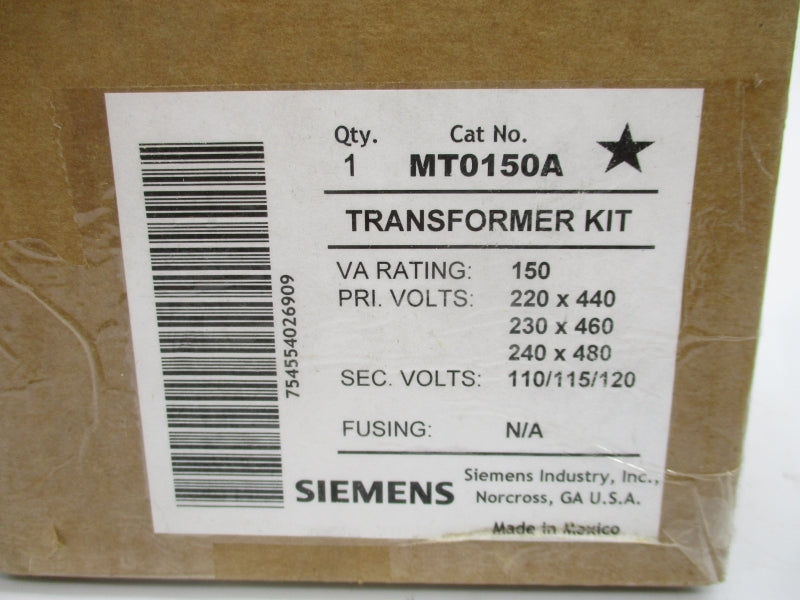 Qty. Cat No.
1 MT0150A
TRANSFORMER KIT
VA RATING: 150
PRI. VOLTS: 220 x 440
230 x 460
240 x 480
SEC. VOLTS: 110/115/120
FUSING: N/A
754554026909
SIEMENS
Siemens Industry, Inc.,
Norcross, GA U.S.A.
Made in Mexico